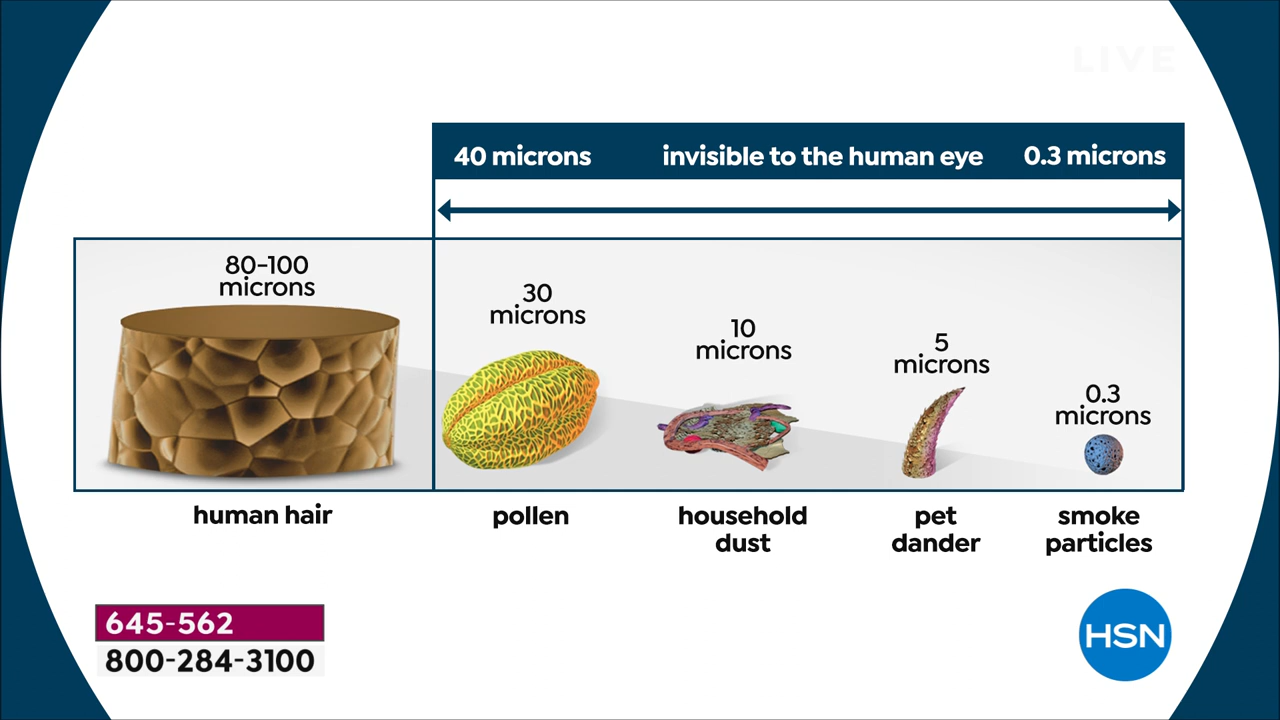 LIVE
40 microns invisible to the human eye 0.3 microns
80-100
microns
30
microns
10
microns
5
microns
0.3
microns
human hair
pollen
household
dust
pet
dander
smoke
particles
645-562
800-284-3100
HSN